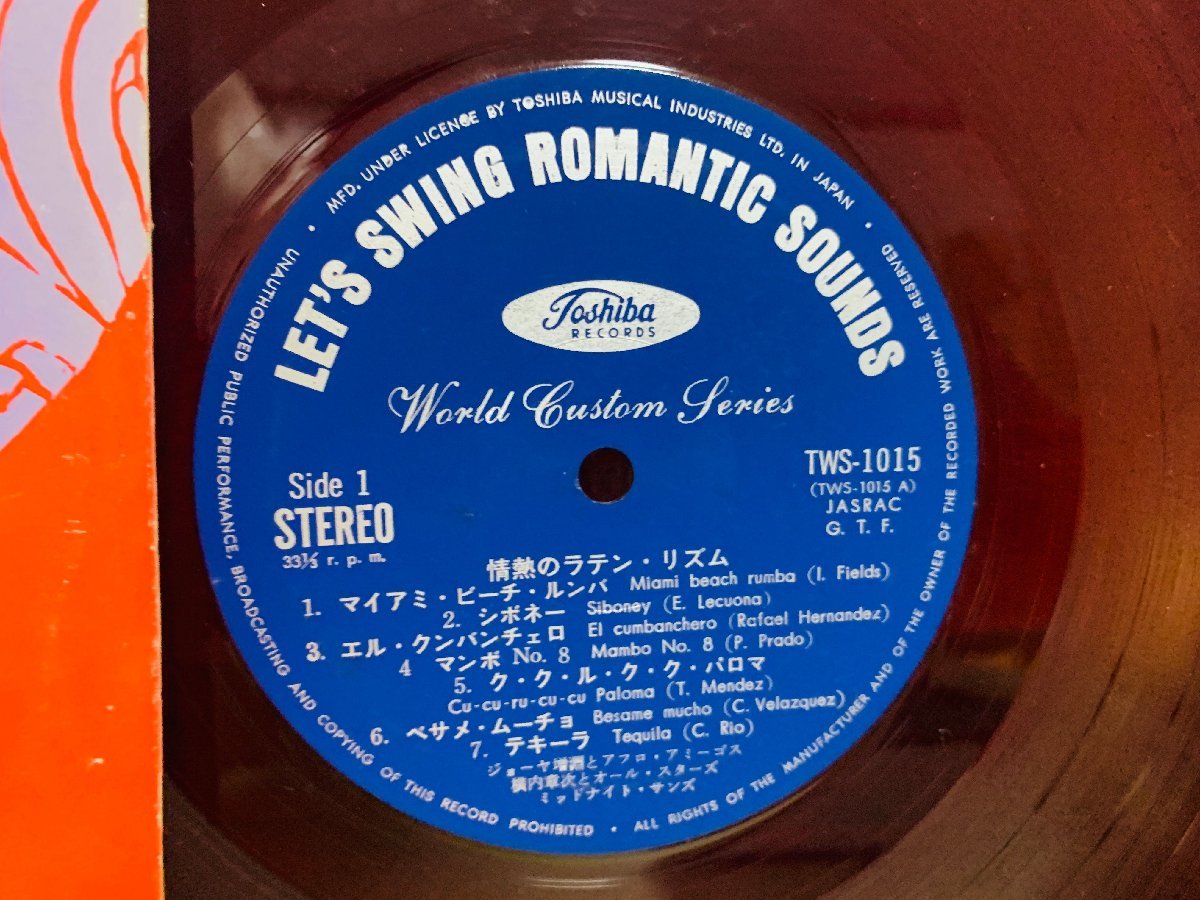 MFD. UNDER LICENCE BY TOSHIBA MUSICAL INDUSTRIES LTD. IN JAPAN
LET'S SWING ROMANTIC SOUNDS
Toshiba
RECORDS
World Custom Series
Side 1
STEREO
33⅓ r. p. m.
TWS-1015
(TWS-1015 A)
JASRAC
G. T. F.
情熱のラテン・リズム
1. マイアミ・ビーチ・ルンバ Miami beach rumba (I. Fields)
2. シボネー Siboney (E. Lecuona)
3. エル・クンバンチェロ El cumbanchero (Rafael Hernandez)
4 マンボ No. 8 Mambo No. 8 (P. Prado)
5. ク・ク・ル・ク・ク・パロマ
Cu-cu-ru-cu-cu Paloma (T. Mendez)
6. ベサメ・ムーチョ Besame mucho (C. Velazquez)
7. テキーラ Tequila (C. Rio)
ジョーヤ増淵とアフロ・アミーゴス
横内章次とオール・スターズ
ミッドナイト・サンズ
ALL RIGHTS OF THE MANUFACTURER AND OF THE OWNER OF THE RECORDED WORK ARE RESERVED
UNAUTHORIZED PUBLIC PERFORMANCE, BROADCASTING AND COPYING OF THIS RECORD PROHIBITED